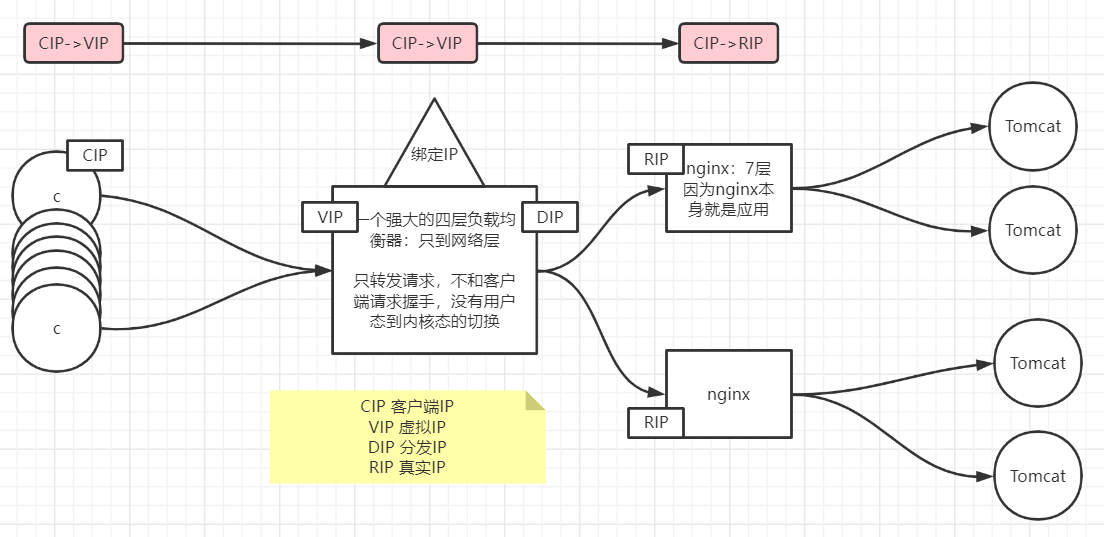 CIP->VIP
CIP->VIP
CIP->RIP
CIP
c
c
绑定IP
VIP
DIP
一个强大的四层负载均
衡器：只到网络层
只转发请求，不和客户
端请求握手，没有用户
态到内核态的切换
RIP
nginx：7层
因为nginx本
身就是应用
Tomcat
Tomcat
nginx
RIP
Tomcat
Tomcat
CIP 客户端IP
VIP 虚拟IP
DIP 分发IP
RIP 真实IP